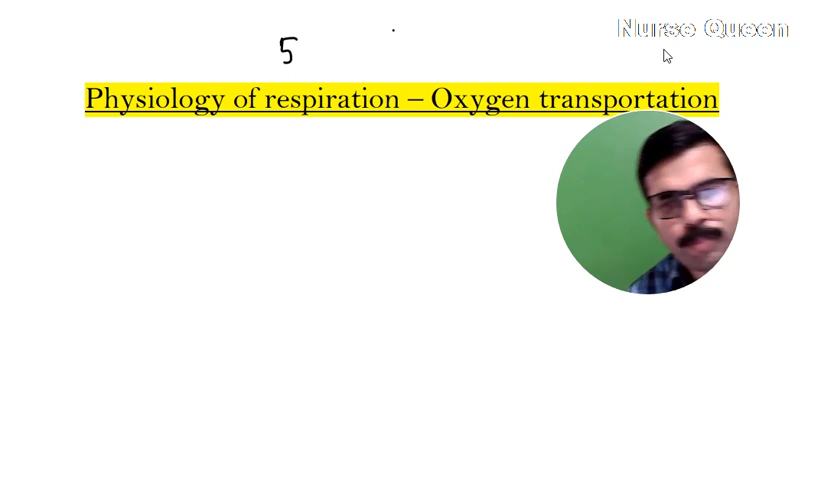 Nurse Queen
5
Physiology of respiration – Oxygen transportation